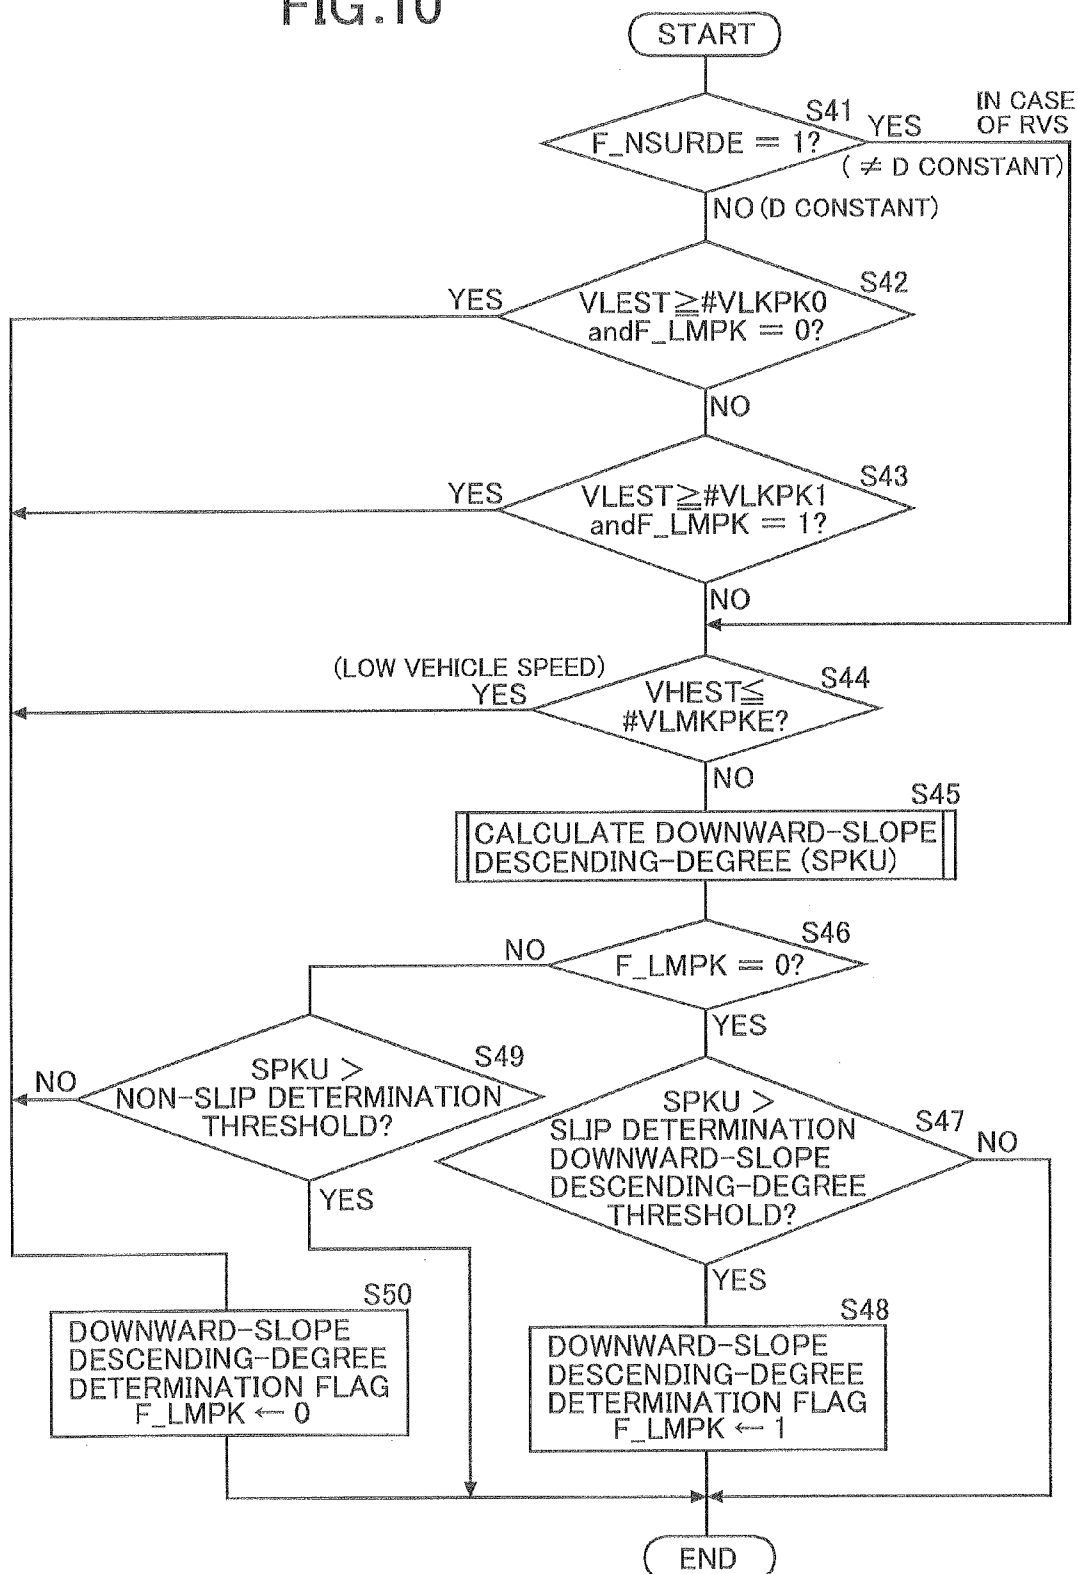 FIG.10
START
S41
F_NSURDE = 1?
YES
IN CASE
OF RVS
( ≠ D CONSTANT)
NO (D CONSTANT)
S42
VLEST≧#VLKPK0
andF_LMPK = 0?
YES
NO
S43
VLEST≧#VLKPK1
andF_LMPK = 1?
YES
NO
(LOW VEHICLE SPEED)
YES
S44
VHEST≦
#VLMKPKE?
NO
S45
CALCULATE DOWNWARD-SLOPE
DESCENDING-DEGREE (SPKU)
S46
F_LMPK = 0?
NO
YES
S49
SPKU >
NON-SLIP DETERMINATION
THRESHOLD?
NO
YES
S47
SPKU >
SLIP DETERMINATION
DOWNWARD-SLOPE
DESCENDING-DEGREE
THRESHOLD?
NO
YES
S50
DOWNWARD-SLOPE
DESCENDING-DEGREE
DETERMINATION FLAG
F_LMPK ← 0
S48
DOWNWARD-SLOPE
DESCENDING-DEGREE
DETERMINATION FLAG
F_LMPK ← 1
END